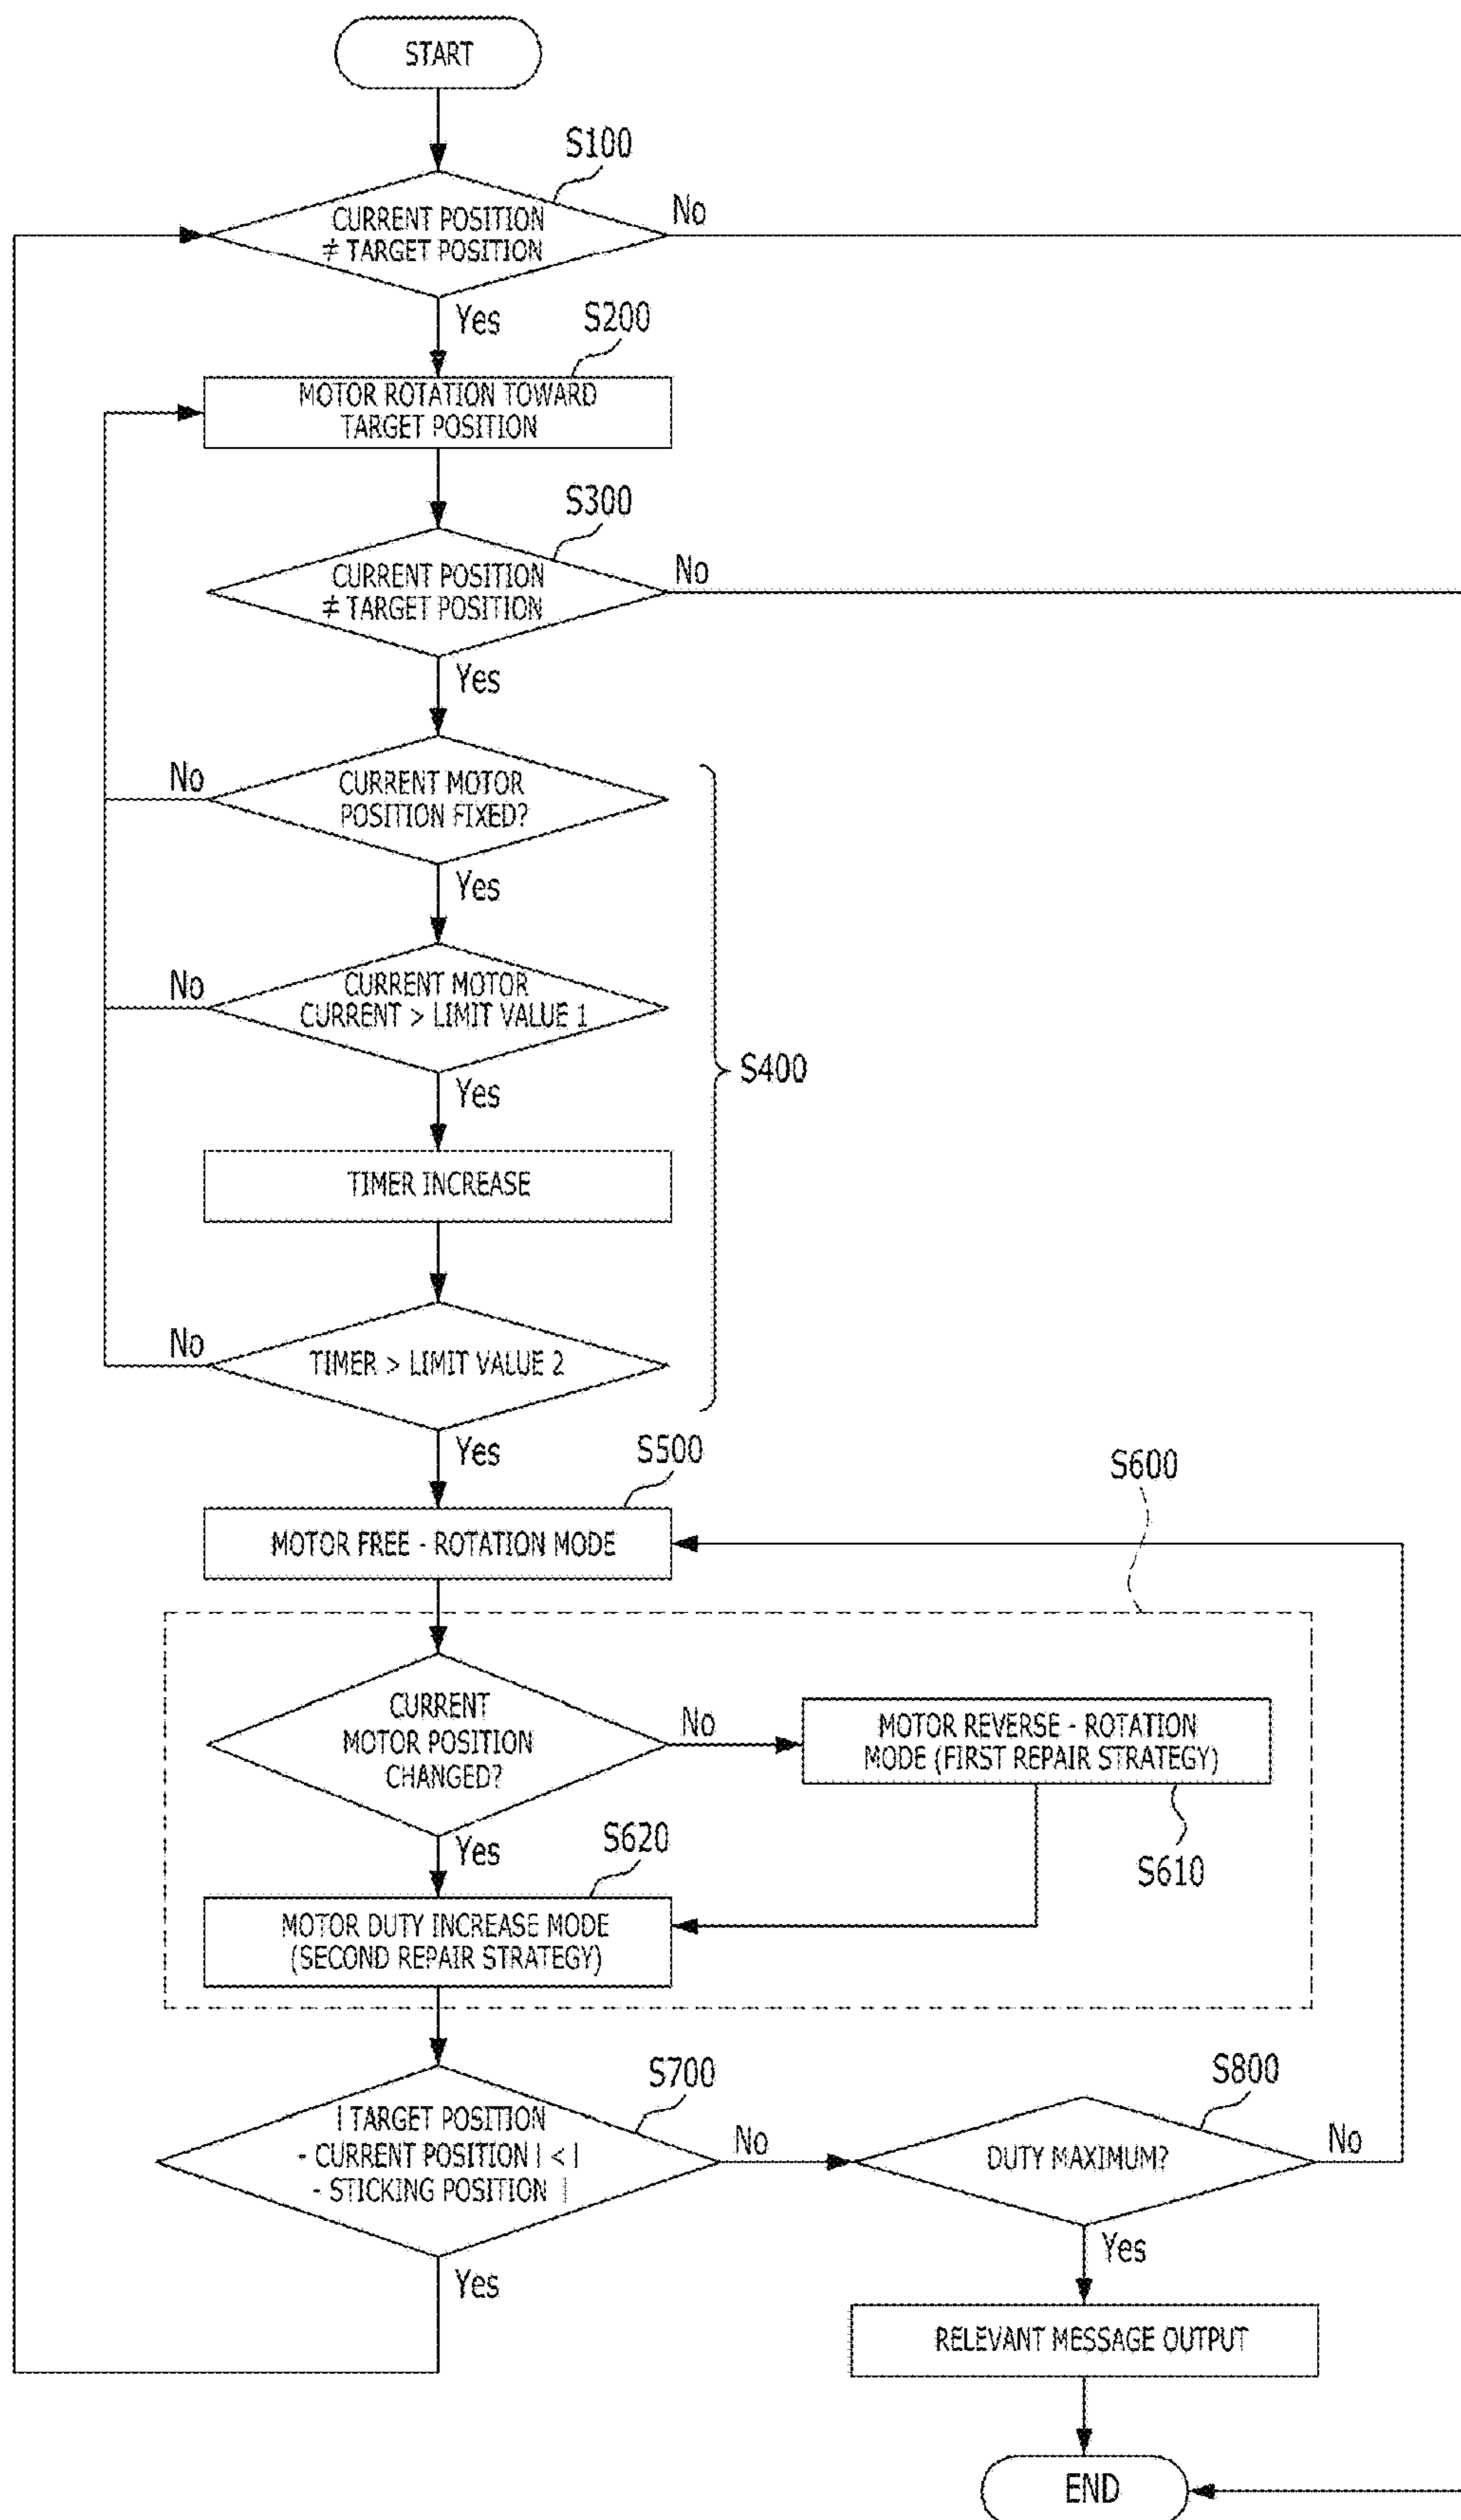 START
S100
CURRENT POSITION
≠ TARGET POSITION
No
Yes
S200
MOTOR ROTATION TOWARD
TARGET POSITION
S300
CURRENT POSITION
≠ TARGET POSITION
No
Yes
No
CURRENT MOTOR
POSITION FIXED?
Yes
No
CURRENT MOTOR
CURRENT > LIMIT VALUE 1
S400
Yes
TIMER INCREASE
No
TIMER > LIMIT VALUE 2
Yes
S500
S600
MOTOR FREE - ROTATION MODE
CURRENT
MOTOR POSITION
CHANGED?
No
MOTOR REVERSE - ROTATION
MODE (FIRST REPAIR STRATEGY)
Yes
S620
S610
MOTOR DUTY INCREASE MODE
(SECOND REPAIR STRATEGY)
S700
S800
| TARGET POSITION
- CURRENT POSITION | < |
- STICKING POSITION |
No
DUTY MAXIMUM?
No
Yes
Yes
RELEVANT MESSAGE OUTPUT
END